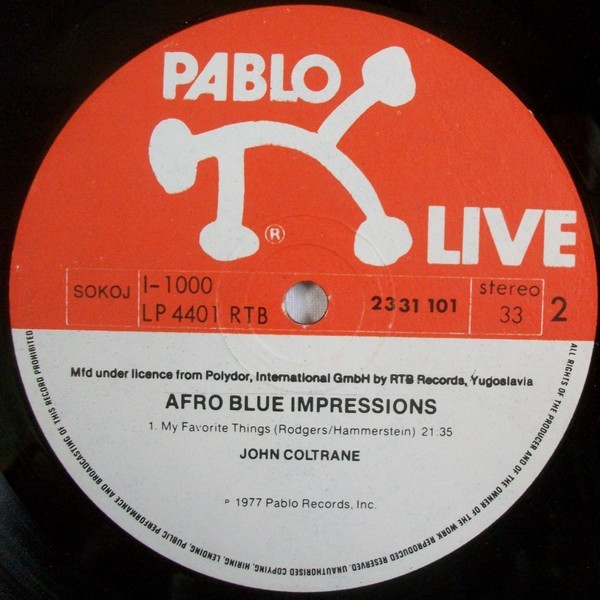 PABLO
®
LIVE
SOKOJ
I-1000
LP 4401 RTB
2331 101
stereo
33
2
Mfd under licence from Polydor, International GmbH by RTB Records, Yugoslavia
AFRO BLUE IMPRESSIONS
1. My Favorite Things (Rodgers/Hammerstein) 21:35
JOHN COLTRANE
℗ 1977 Pablo Records, Inc.
ALL RIGHTS OF THE PRODUCER AND OF THE OWNER OF THE WORK REPRODUCED RESERVED. UNAUTHORISED COPYING, HIRING, LENDING, PUBLIC PERFORMANCE AND BROADCASTING OF THIS RECORD PROHIBITED